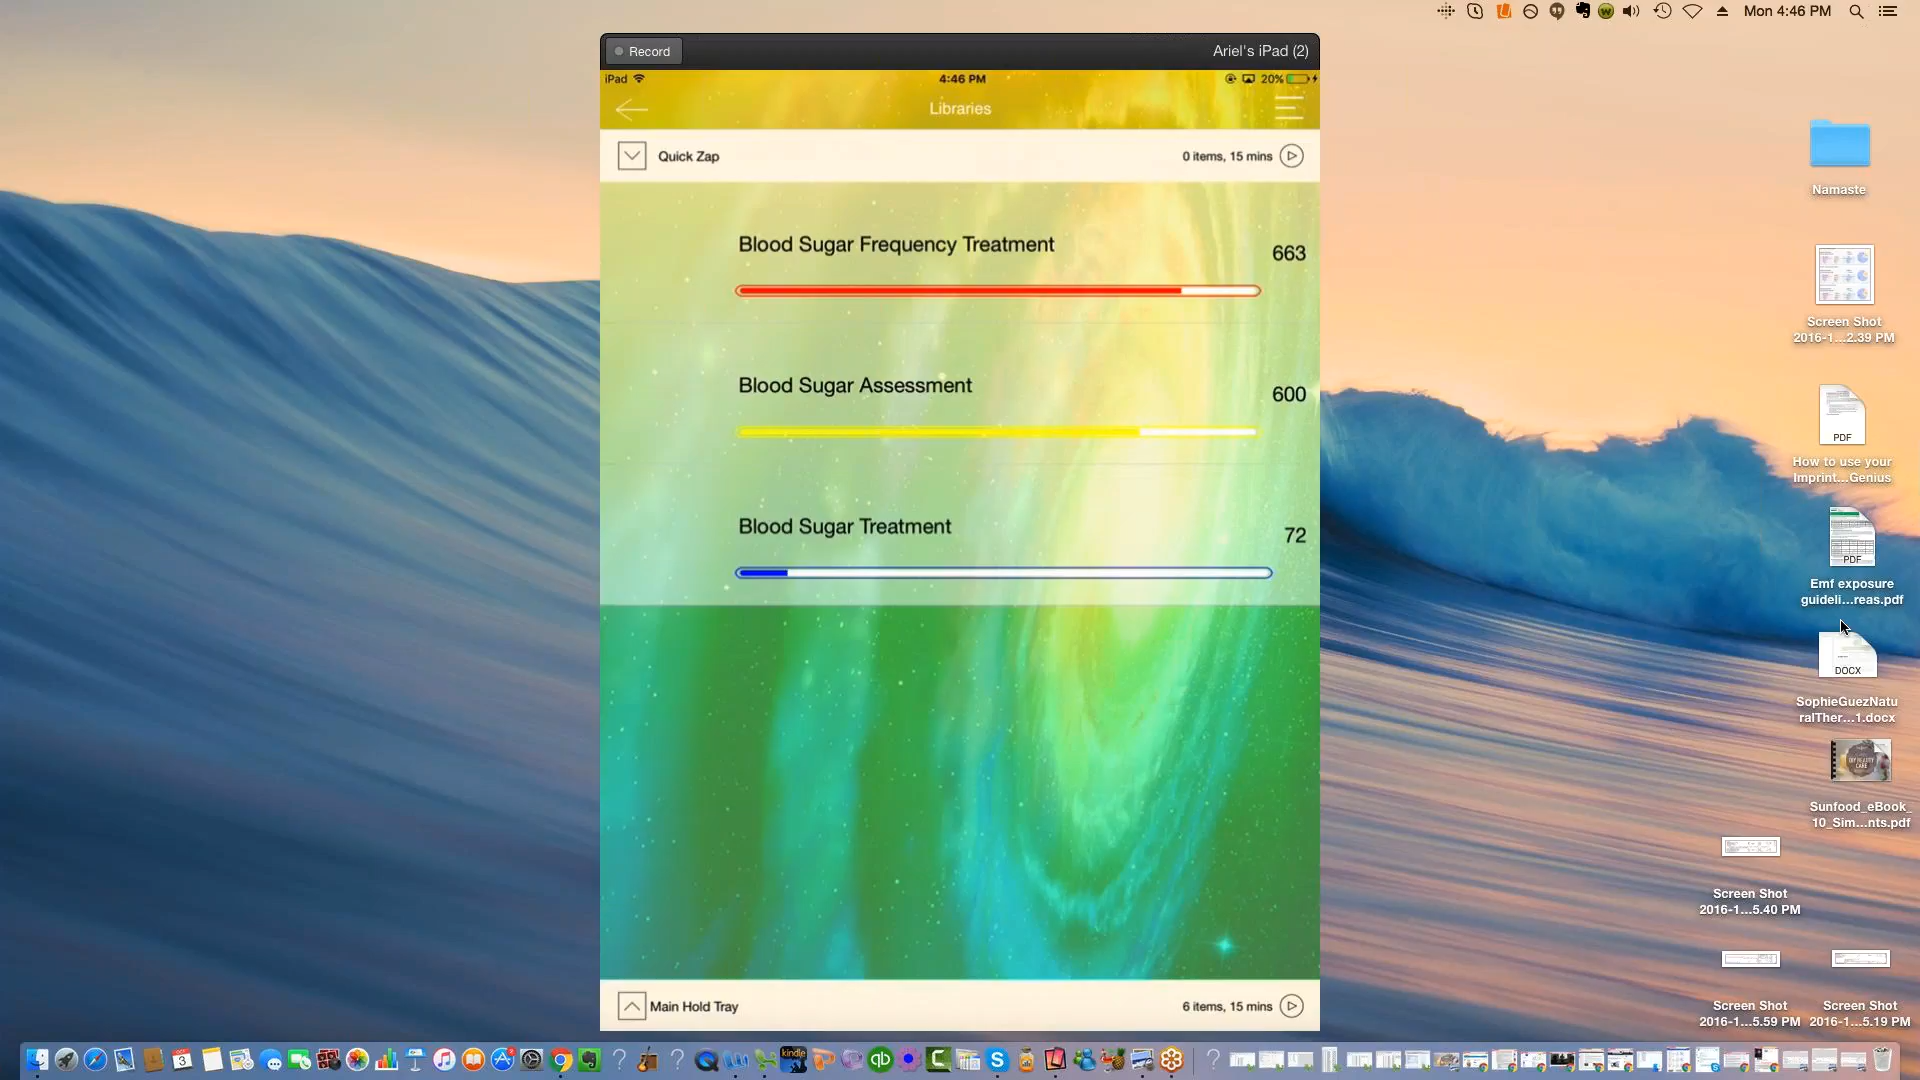 Mon 4:46 PM
Record
Ariel's iPad (2)
iPad
4:46 PM
20%
Libraries
Quick Zap
0 items, 15 mins
Blood Sugar Frequency Treatment
663
Blood Sugar Assessment
600
Blood Sugar Treatment
72
Main Hold Tray
6 items, 15 mins
Namaste
Screen Shot
2016-1...2.39 PM
PDF
How to use your
Imprint...Genius
PDF
Emf exposure
guideli...reas.pdf
DOCX
SophieGuezNatu
ralTher...1.docx
Sunfood_eBook_
10_Sim...nts.pdf
Screen Shot
2016-1...5.40 PM
Screen Shot
2016-1...5.59 PM
Screen Shot
2016-1...5.19 PM
3
kindle
qb